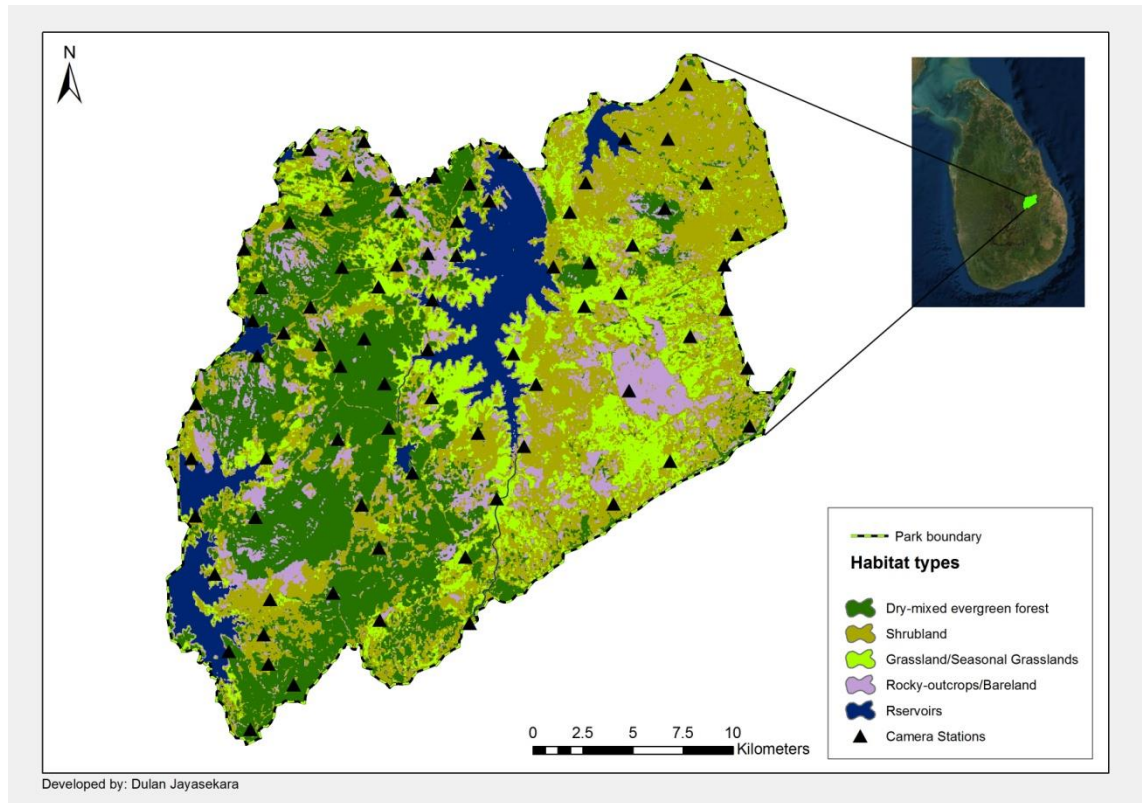 N
Park boundary
Habitat types
Dry-mixed evergreen forest
Shrubland
Grassland/Seasonal Grasslands
Rocky-outcrops/Bareland
Rservoirs
Camera Stations
0 2.5 5 7.5 10
Kilometers
Developed by: Dulan Jayasekara